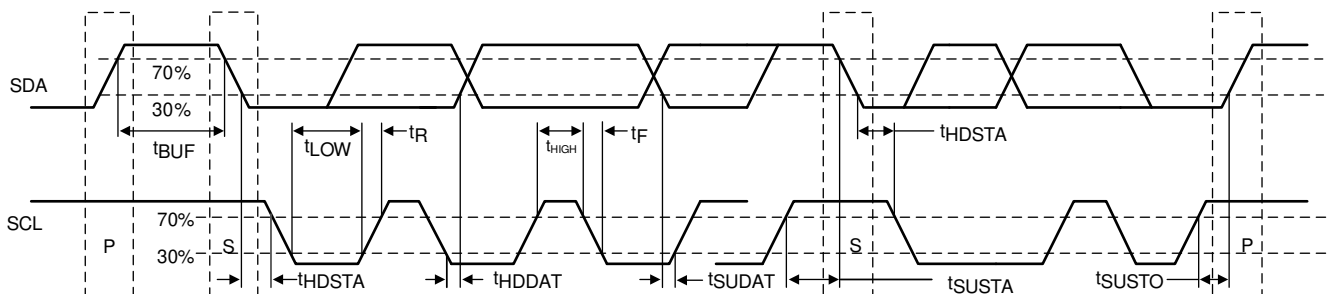 SDA
70%
30%
tBUF
tLOW
tR
tHIGH
tF
tHDSTA
SCL
70%
30%
P
S
S
P
tHDSTA
tHDDAT
tSUDAT
tSUSTA
tSUSTO